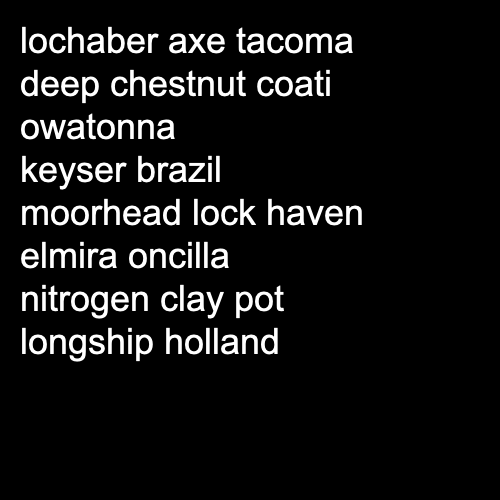 lochaber axe tacoma
deep chestnut coati
owatonna
keyser brazil
moorhead lock haven
elmira oncilla
nitrogen clay pot
longship holland